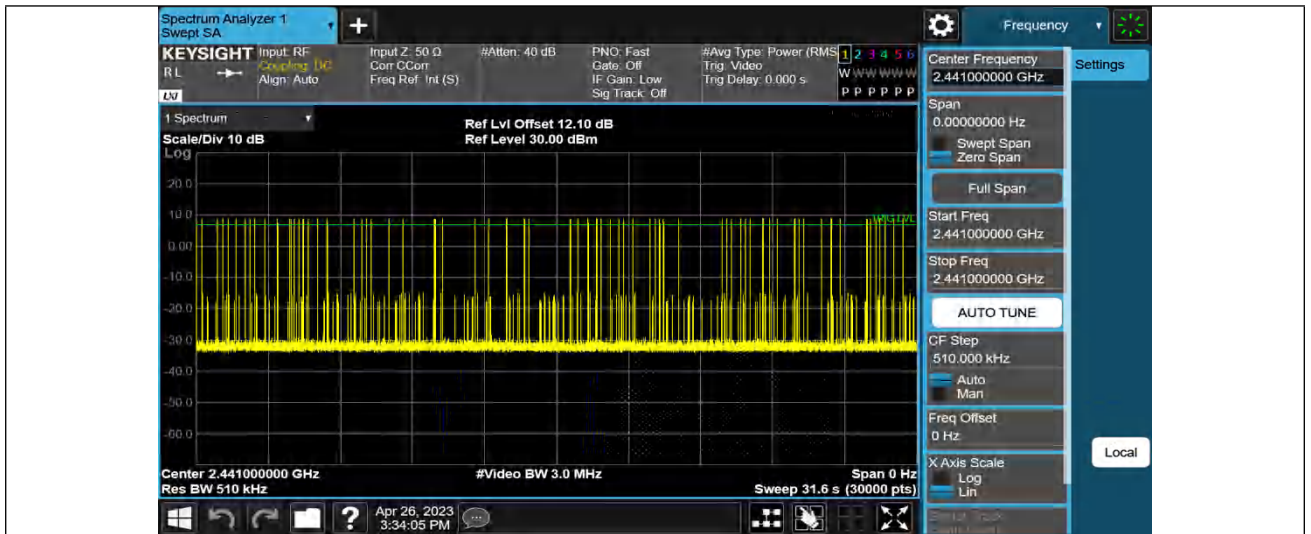 Spectrum Analyzer 1
Swept SA
Frequency
KEYSIGHT
RL
LXI
Input: RF
Coupling: DC
Align: Auto
Input Z: 50 Ω
Corr CCorr
Freq Ref: Int (S)
#Atten: 40 dB
PNO: Fast
Gate: Off
IF Gain: Low
Sig Track: Off
#Avg Type: Power (RMS
Trig: Video
Trig Delay: 0.000 s
1 2 3 4 5 6
W W W W W W
P P P P P P
1 Spectrum
Scale/Div 10 dB
Ref Lvl Offset 12.10 dB
Ref Level 30.00 dBm
Log
20.0
10.0
0.00
-10.0
-20.0
-30.0
-40.0
-50.0
-60.0
Center 2.441000000 GHz
Res BW 510 kHz
#Video BW 3.0 MHz
Span 0 Hz
Sweep 31.6 s (30000 pts)
Apr 26, 2023
3:34:05 PM
Center Frequency
2.441000000 GHz
Span
0.00000000 Hz
Swept Span
Zero Span
Full Span
Start Freq
2.441000000 GHz
Stop Freq
2.441000000 GHz
AUTO TUNE
CF Step
510.000 kHz
Auto
Man
Freq Offset
0 Hz
X Axis Scale
Log
Lin
Settings
Local